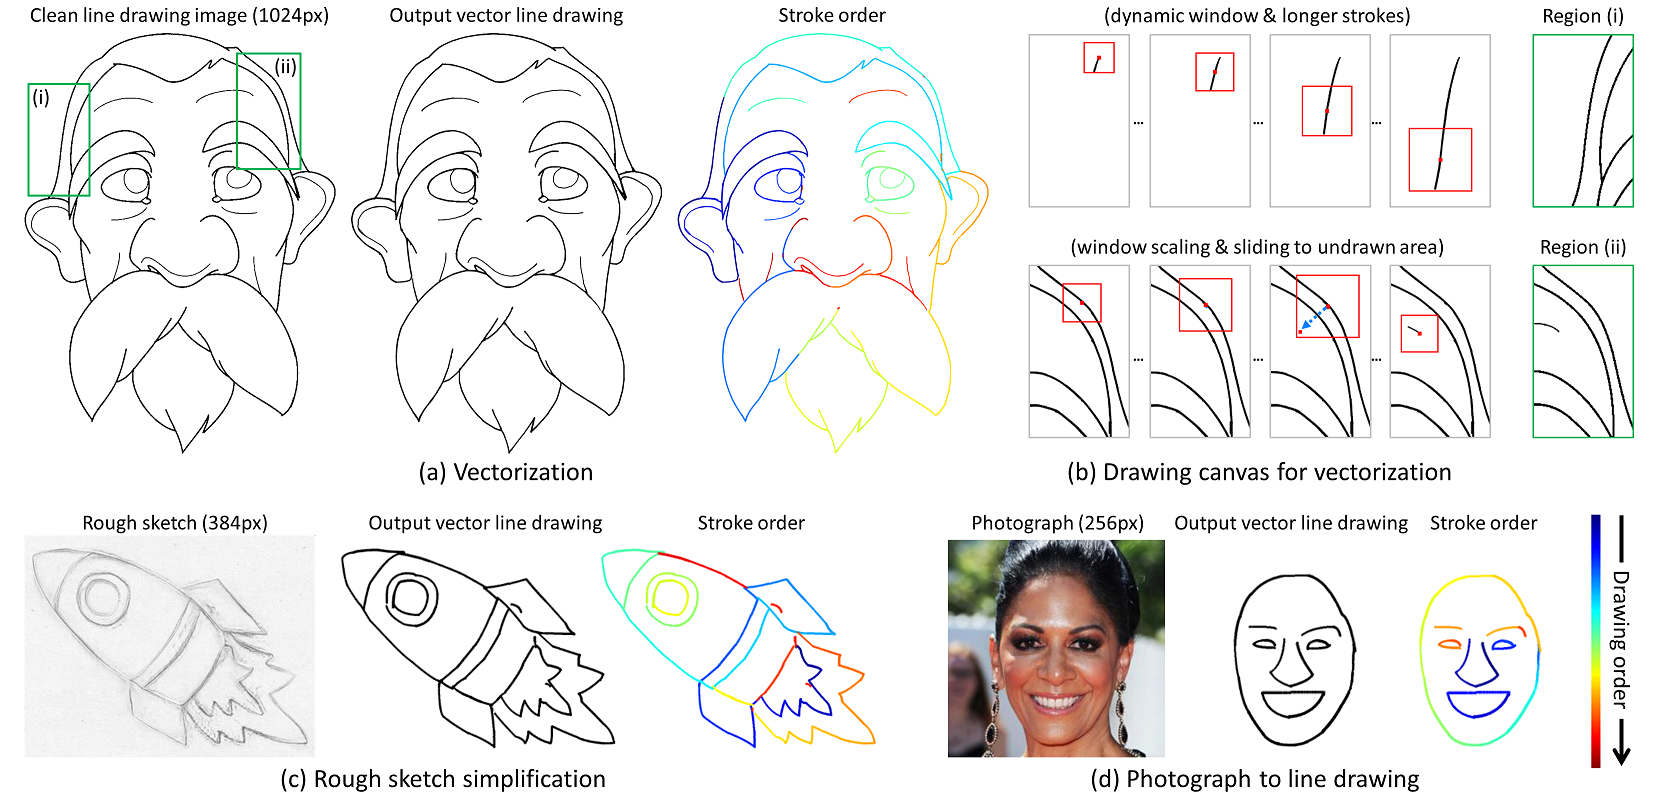 Clean line drawing image (1024px)
Output vector line drawing
Stroke order
(i)
(ii)
(a) Vectorization
(dynamic window & longer strokes)
Region (i)
...
...
...
(window scaling & sliding to undrawn area)
Region (ii)
...
...
...
(b) Drawing canvas for vectorization
Rough sketch (384px)
Output vector line drawing
Stroke order
(c) Rough sketch simplification
Photograph (256px)
Output vector line drawing
Stroke order
Drawing order
(d) Photograph to line drawing